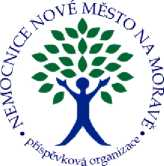 • NEMOCNICE NOVÉ MĚSTO NA MORAVĚ •
příspěvková organizace